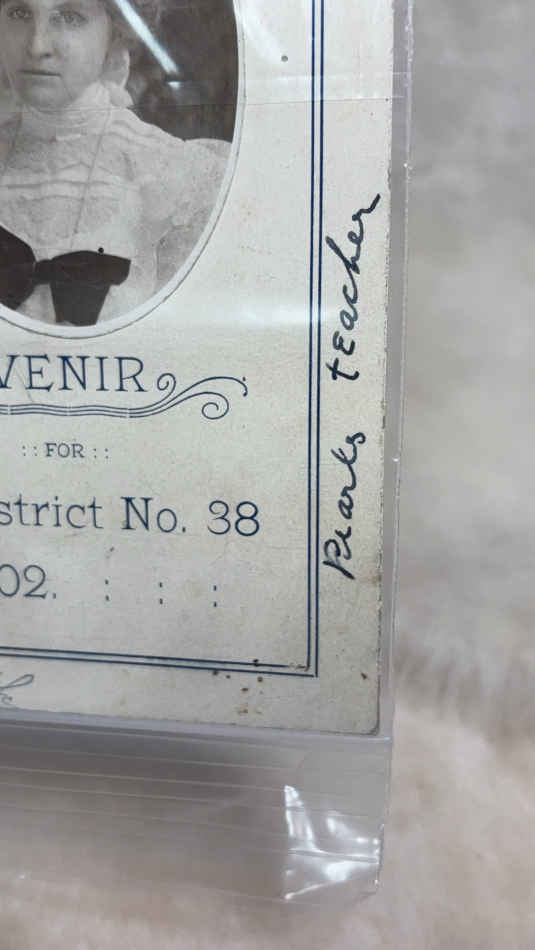 VENIR
:: FOR ::
strict No. 38
02. : : :
Pearls teacher